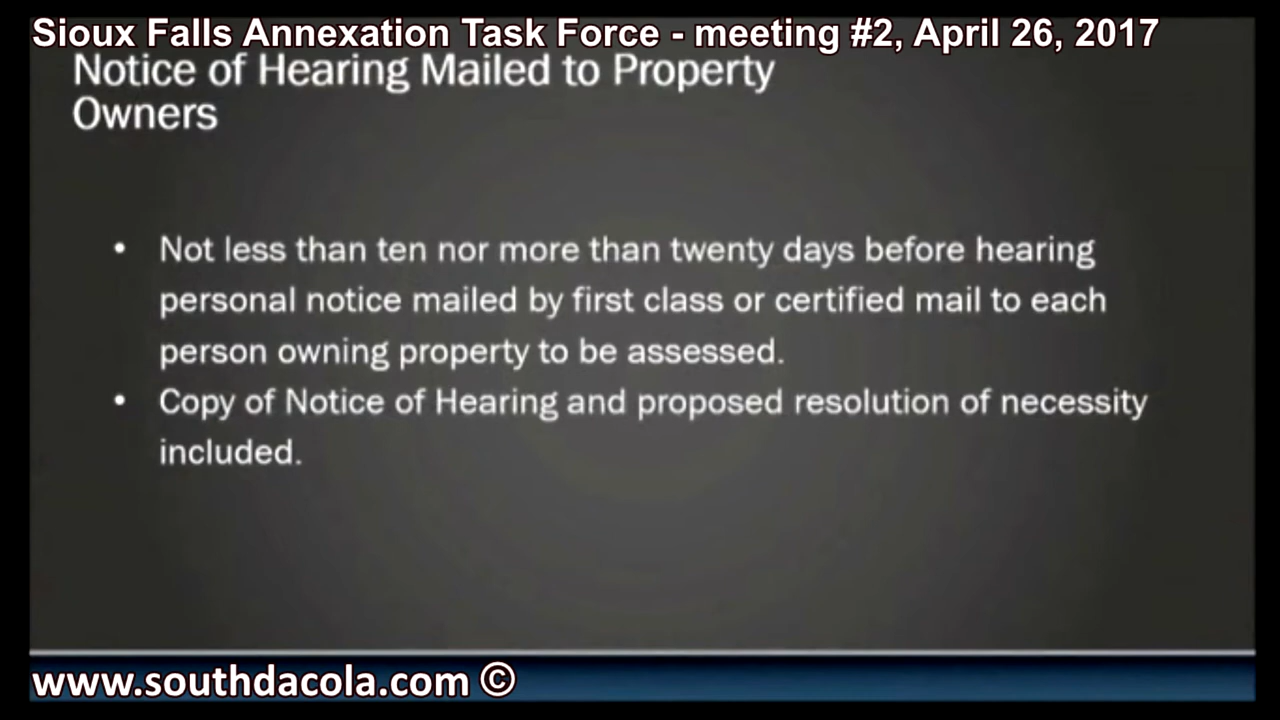 Sioux Falls Annexation Task Force - meeting #2, April 26, 2017
Notice of Hearing Mailed to Property
Owners
• Not less than ten nor more than twenty days before hearing
personal notice mailed by first class or certified mail to each
person owning property to be assessed.
• Copy of Notice of Hearing and proposed resolution of necessity
included.
www.southdacola.com ©